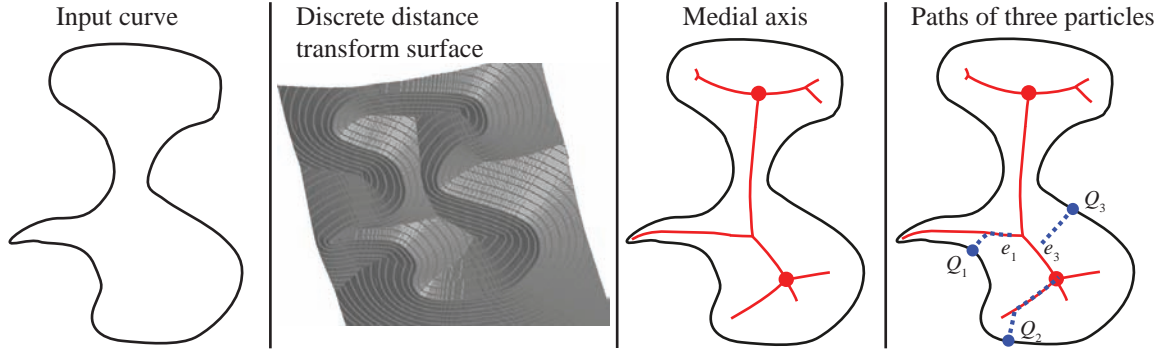 Input curve
Discrete distance
transform surface
Medial axis
Paths of three particles
Q3
Q1
e1
e3
Q2